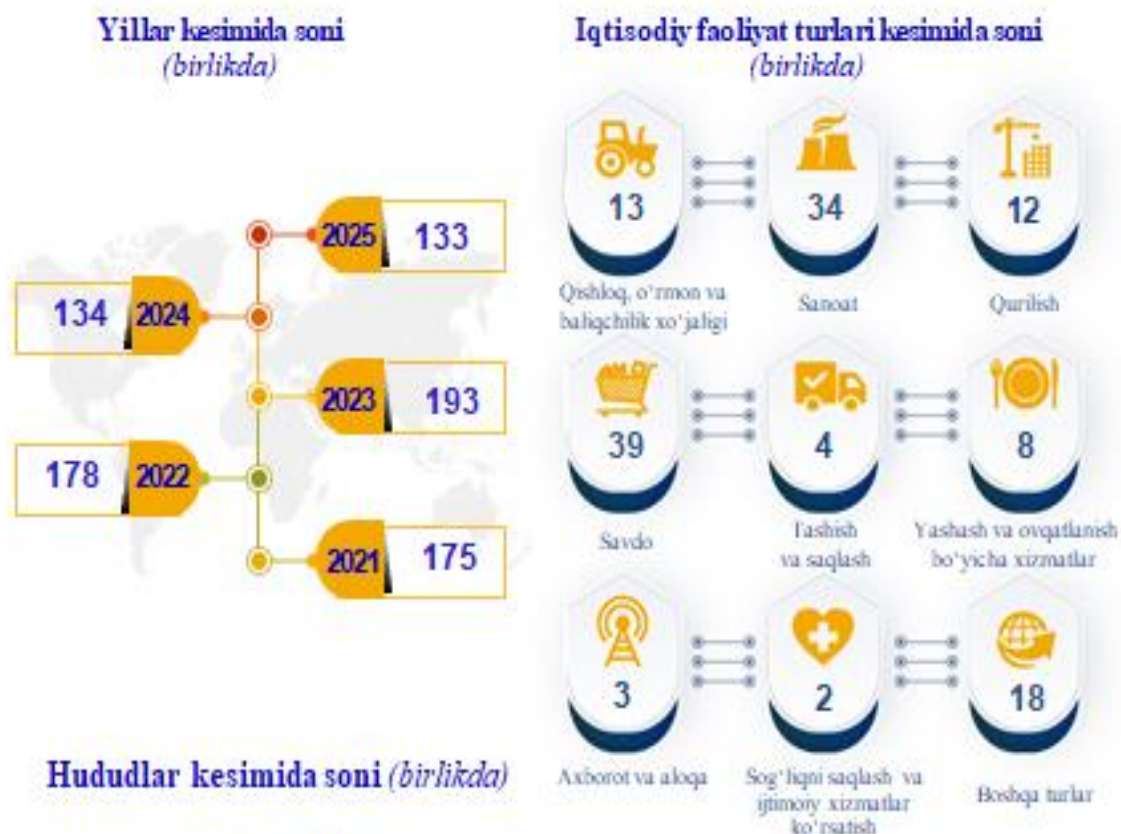 Yillar kesimida soni
(birlikda)
2025 133
134 2024
2023 193
178 2022
2021 175
Hududlar kesimida soni (birlikda)
Iqtisodiy faoliyat turlari kesimida soni
(birlikda)
13
Qishloq, o‘rmon va
baliqchilik xo‘jaligi
34
Sanoat
12
Qurilish
39
Savdo
4
Tashish
va saqlash
8
Yashash va ovqatlanish
bo‘yicha xizmatlar
3
Axborot va aloqa
2
Sog‘liqni saqlash va
ijtimoiy xizmatlar
ko‘rsatish
18
Boshqa turlar